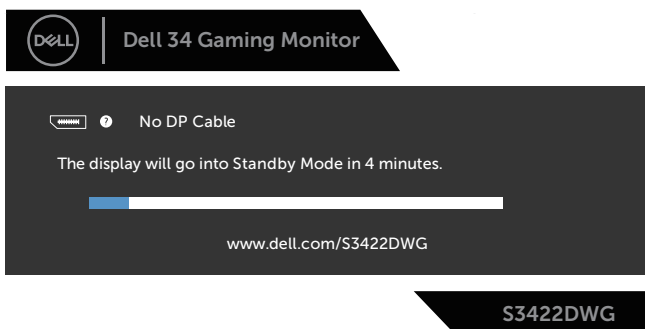 DELL
Dell 34 Gaming Monitor
? No DP Cable
The display will go into Standby Mode in 4 minutes.
www.dell.com/S3422DWG
S3422DWG